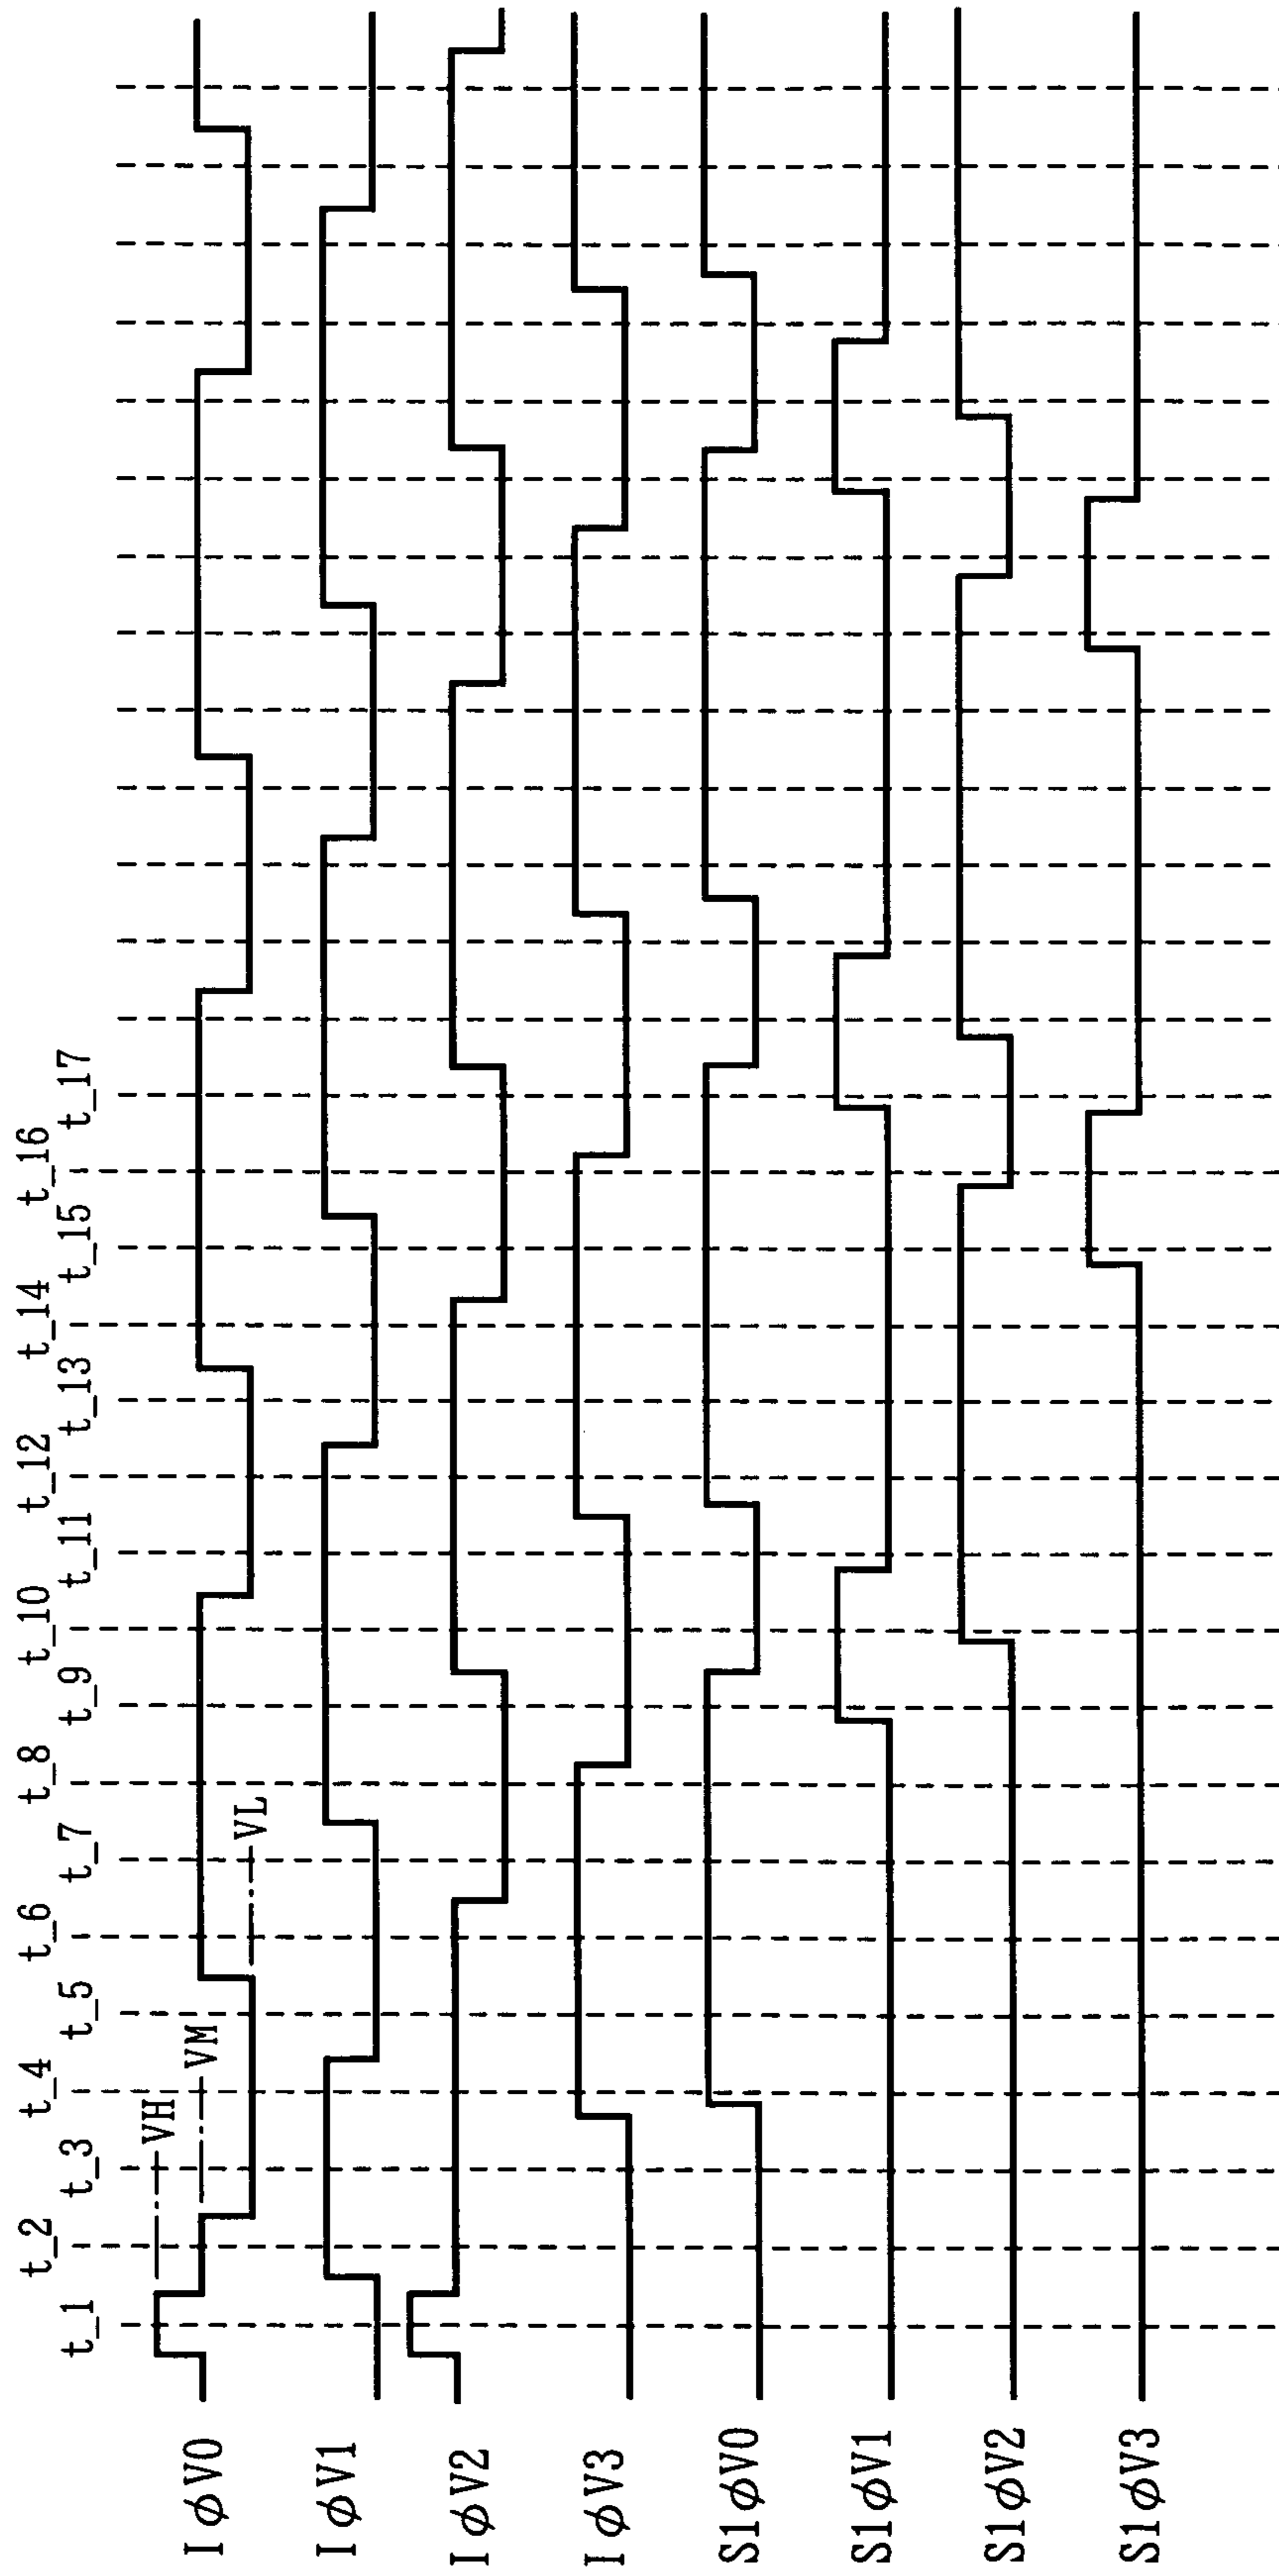 t_1
t_2
t_3
t_4
t_5
t_6
t_7
t_8
t_9
t_10
t_11
t_12
t_13
t_14
t_15
t_16
t_17
VH
VM
VL
IφV0
IφV1
IφV2
IφV3
S1φV0
S1φV1
S1φV2
S1φV3